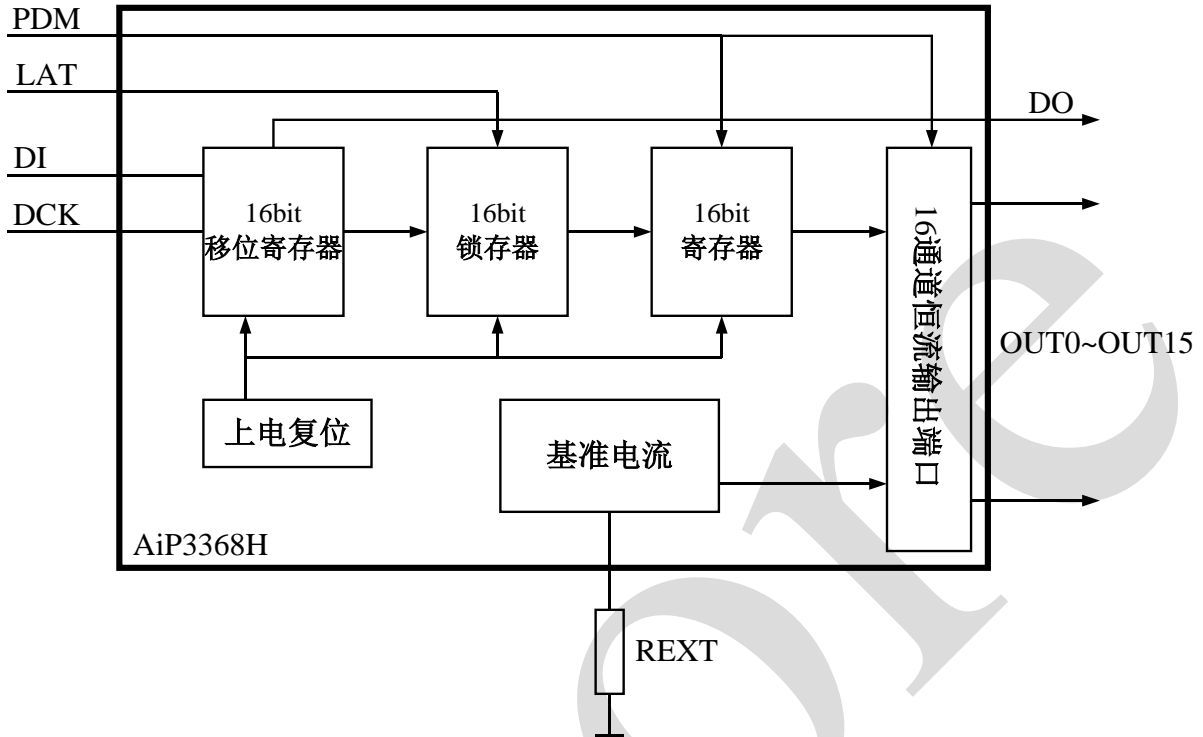 PDM
LAT
DO
DI
DCK
16bit
移位寄存器
16bit
锁存器
16bit
寄存器
16通道恒流输出端口
OUT0~OUT15
上电复位
基准电流
AiP3368H
REXT
ore